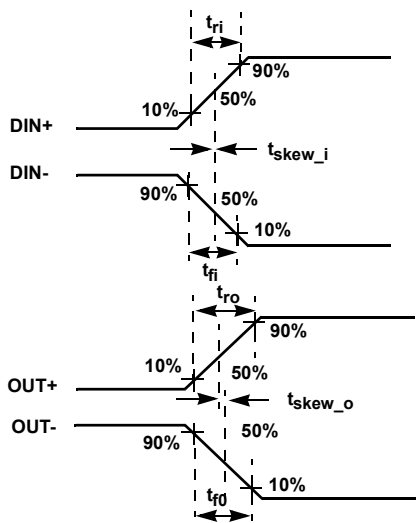 tri
90%
10%
50%
DIN+
tskew_i
DIN-
90%
50%
10%
tfi
tro
90%
10%
50%
OUT+
tskew_o
OUT-
90%
50%
10%
tf0